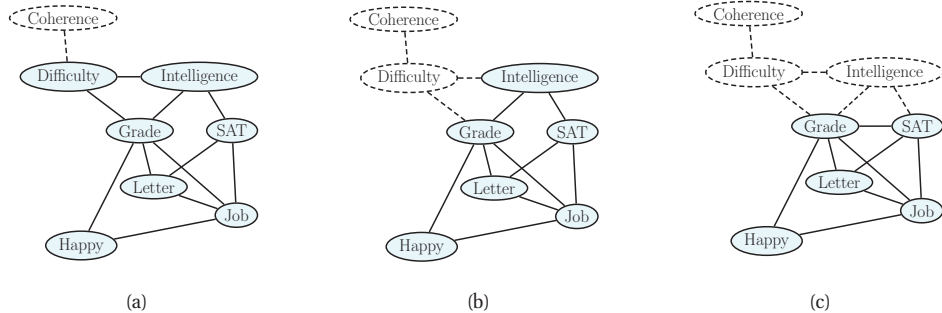 Coherence
Difficulty
Intelligence
Grade
SAT
Letter
Job
Happy
(a)
Coherence
Difficulty
Intelligence
Grade
SAT
Letter
Job
Happy
(b)
Coherence
Difficulty
Intelligence
Grade
SAT
Letter
Job
Happy
(c)